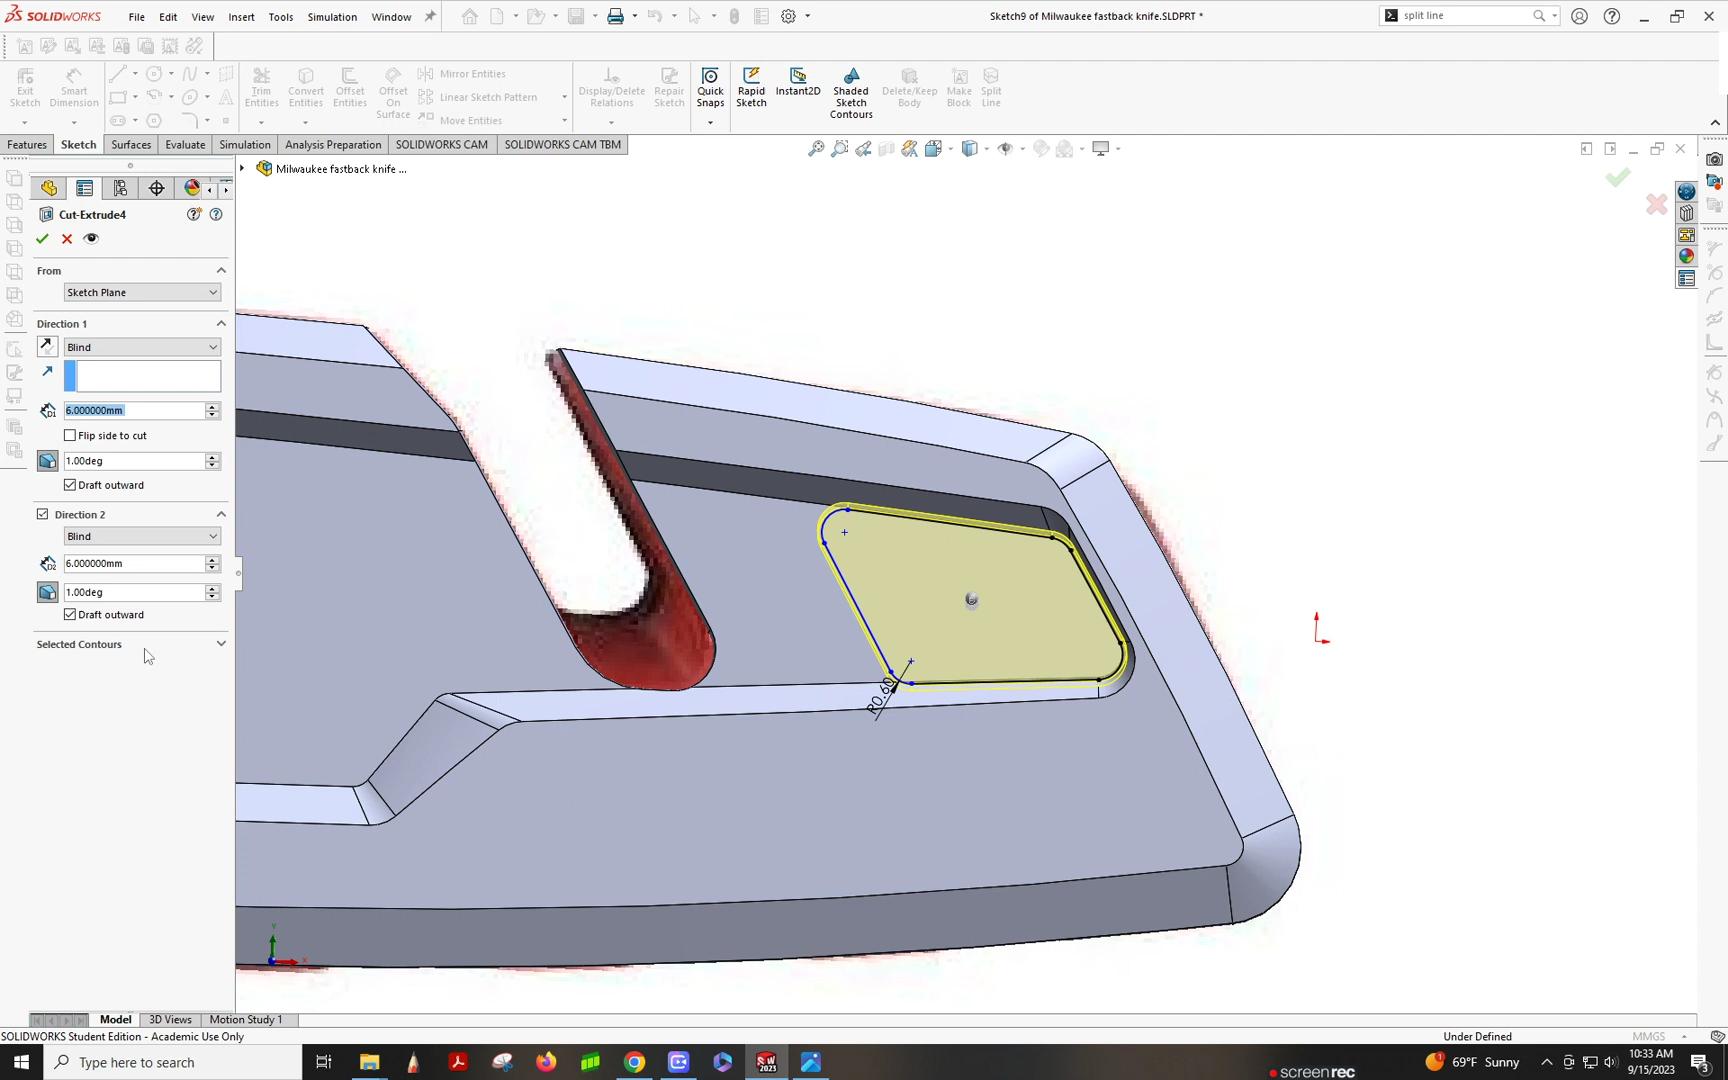 SOLIDWORKS File Edit View Insert Tools Simulation Window Sketch9 of Milwaukee fastback knife.SLDPRT * split line
Exit Sketch Smart Dimension Trim Entities Convert Entities Offset Entities Offset On Surface Mirror Entities Linear Sketch Pattern Move Entities Display/Delete Relations Repair Sketch Quick Snaps Rapid Sketch Instant2D Shaded Sketch Contours Delete/Keep Body Make Block Split Line
Features Sketch Surfaces Evaluate Simulation Analysis Preparation SOLIDWORKS CAM SOLIDWORKS CAM TBM
Milwaukee fastback knife ...
Cut-Extrude4
From
Sketch Plane
Direction 1
Blind
D1 6.000000mm
Flip side to cut
1.00deg
Draft outward
Direction 2
Blind
D2 6.000000mm
1.00deg
Draft outward
Selected Contours
R0.60
Y
X
Model 3D Views Motion Study 1
SOLIDWORKS Student Edition - Academic Use Only Under Defined MMGS
Type here to search SW 2023 1 69°F Sunny 10:33 AM
9/15/2023 3
screenrec